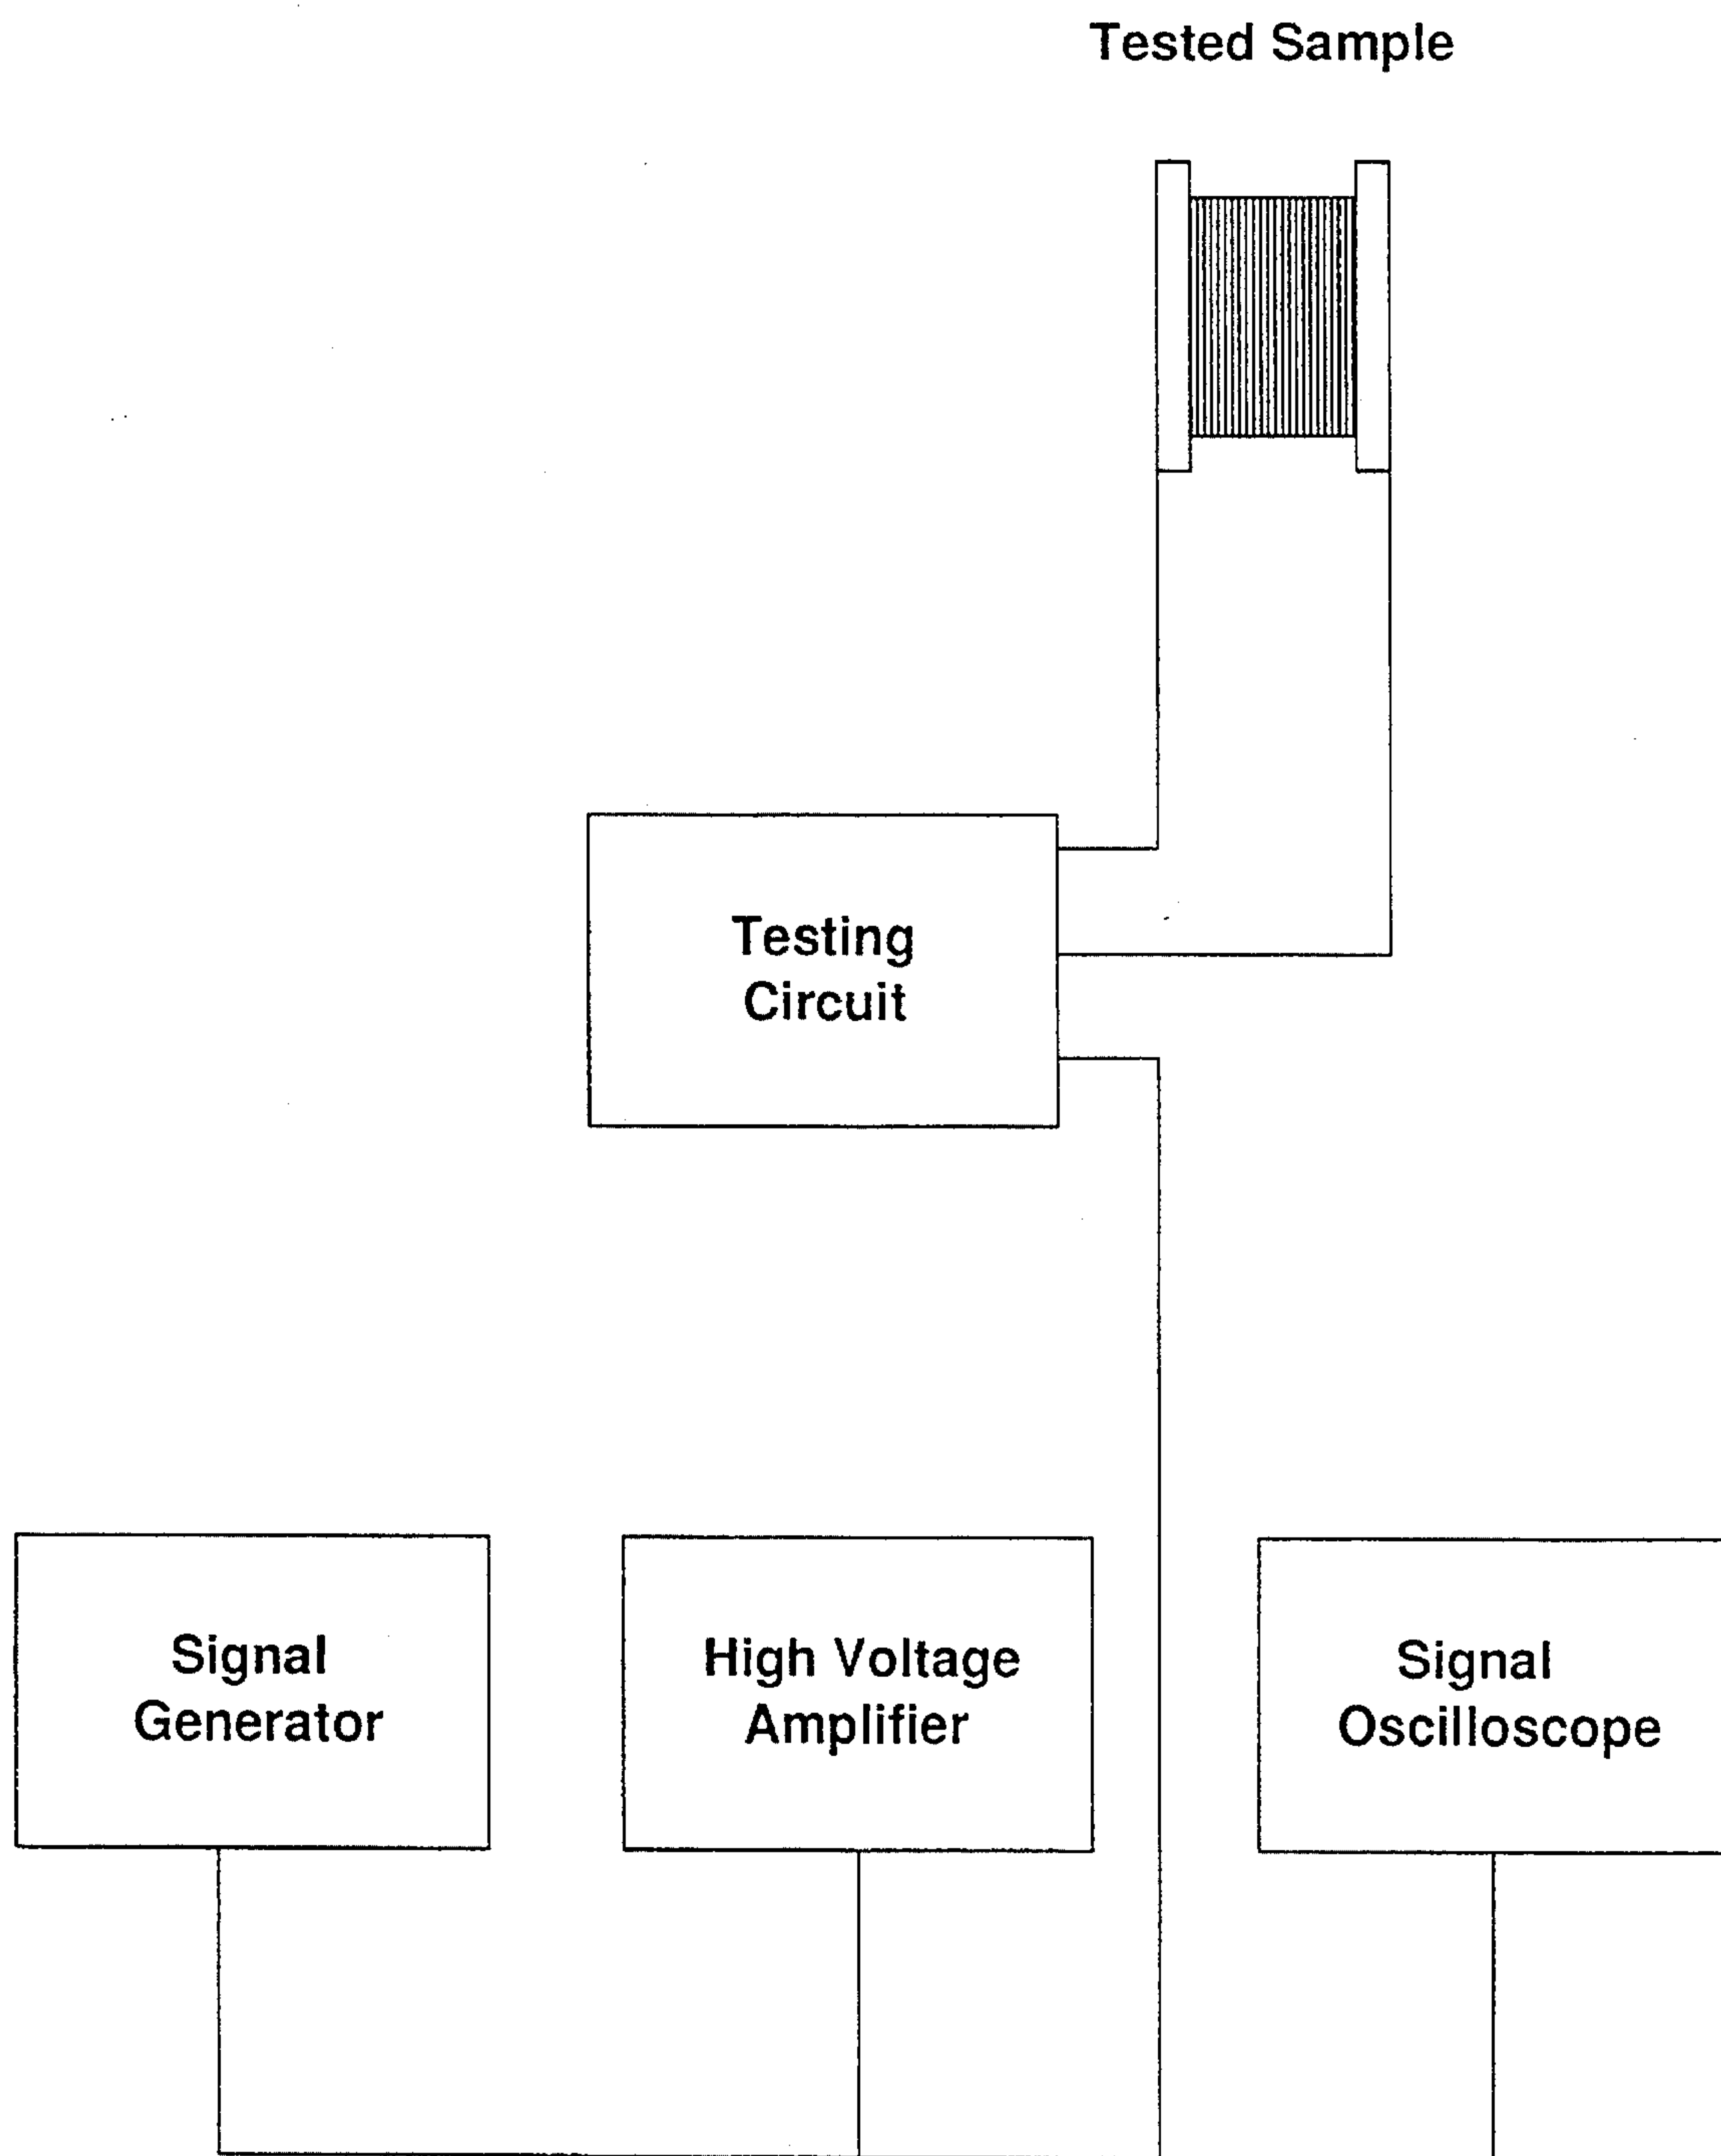 Tested Sample
Testing
Circuit
Signal
Generator
High Voltage
Amplifier
Signal
Oscilloscope